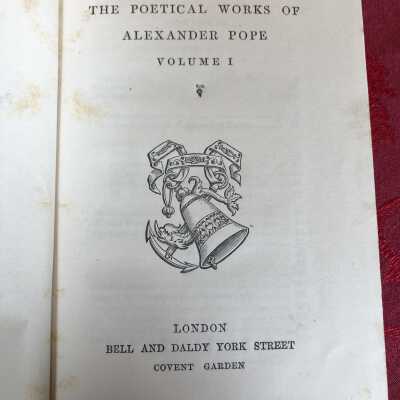 THE POETICAL WORKS OF
ALEXANDER POPE
VOLUME I
LONDON
BELL AND DALDY YORK STREET
COVENT GARDEN